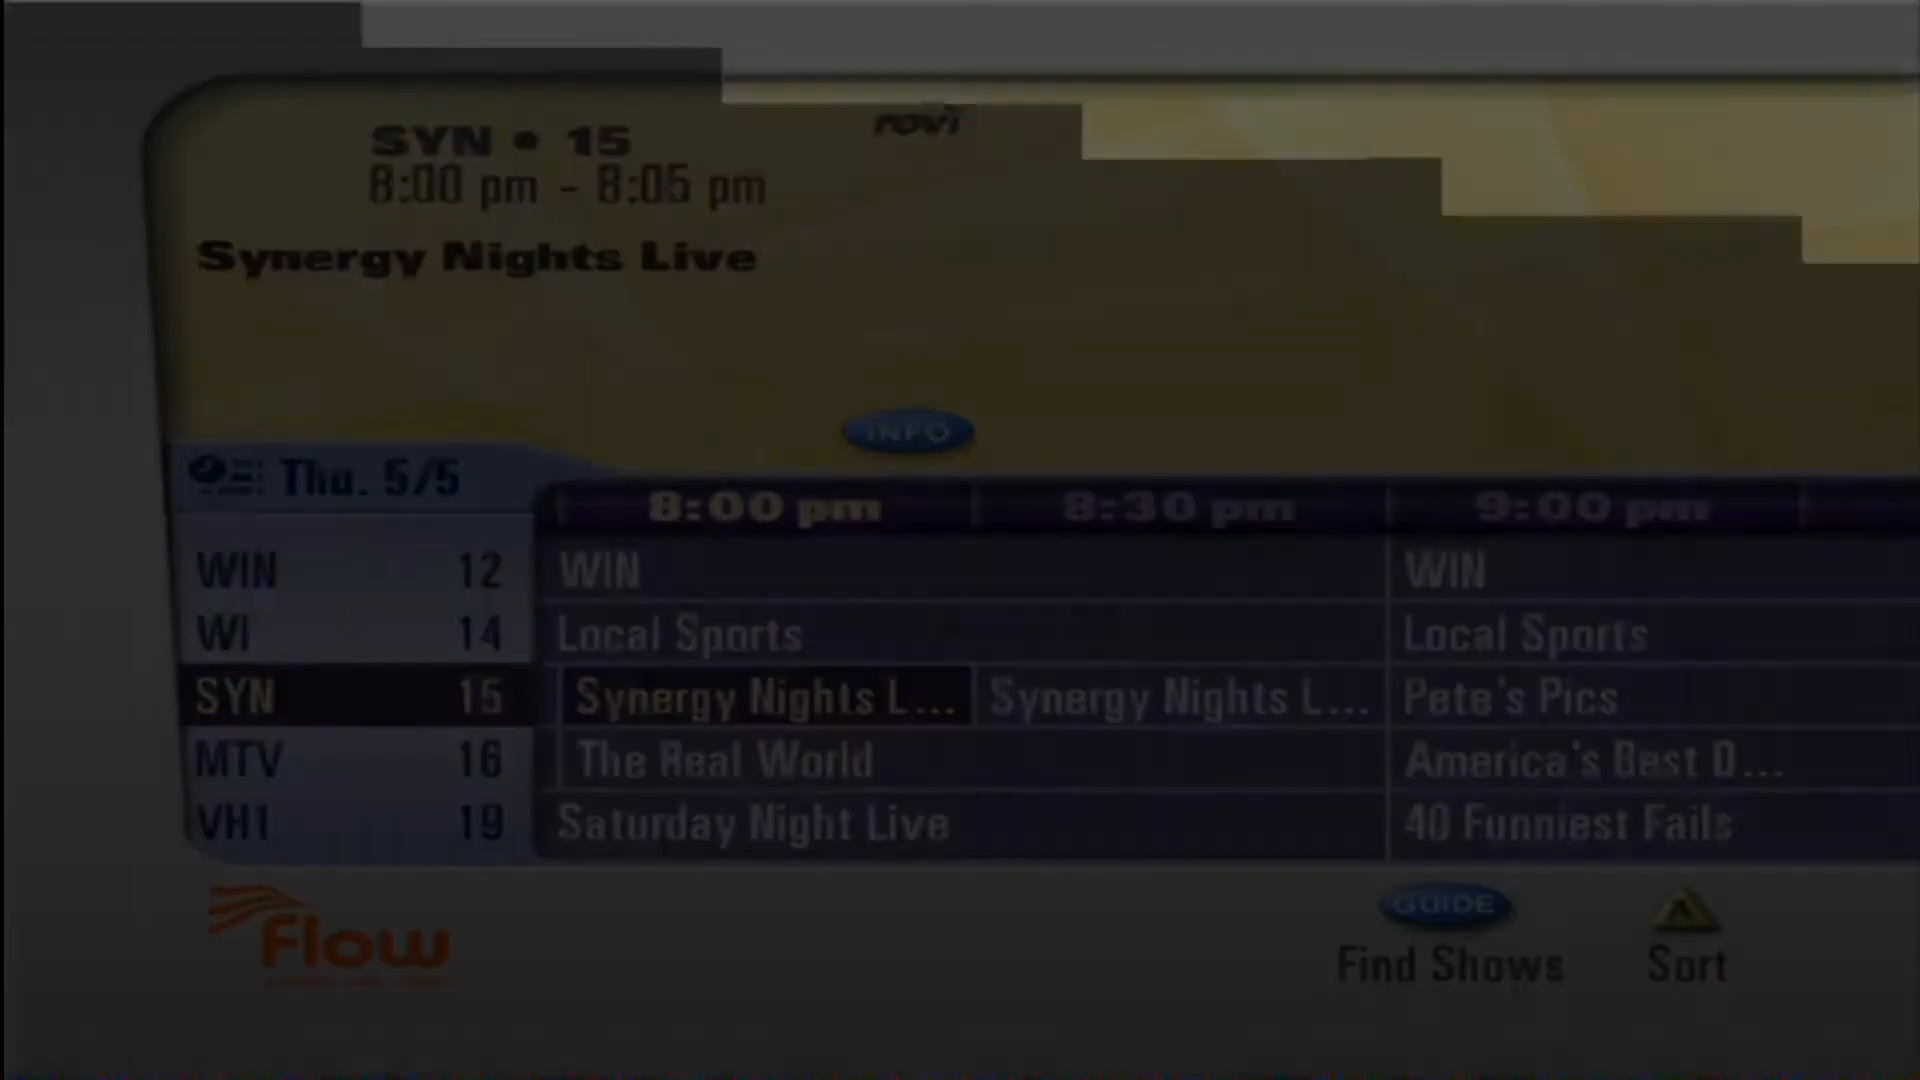 SYN • 15
rovi
8:00 pm - 8:05 pm
Synergy Nights Live
INFO
Thu. 5/5
8:00 pm 8:30 pm 9:00 pm
WIN 12 WIN WIN
WI 14 Local Sports Local Sports
SYN 15 Synergy Nights L... Synergy Nights L... Pete's Pics
MTV 16 The Real World America's Best D...
VH1 19 Saturday Night Live 40 Funniest Fails
flow
GUIDE A
Find Shows Sort